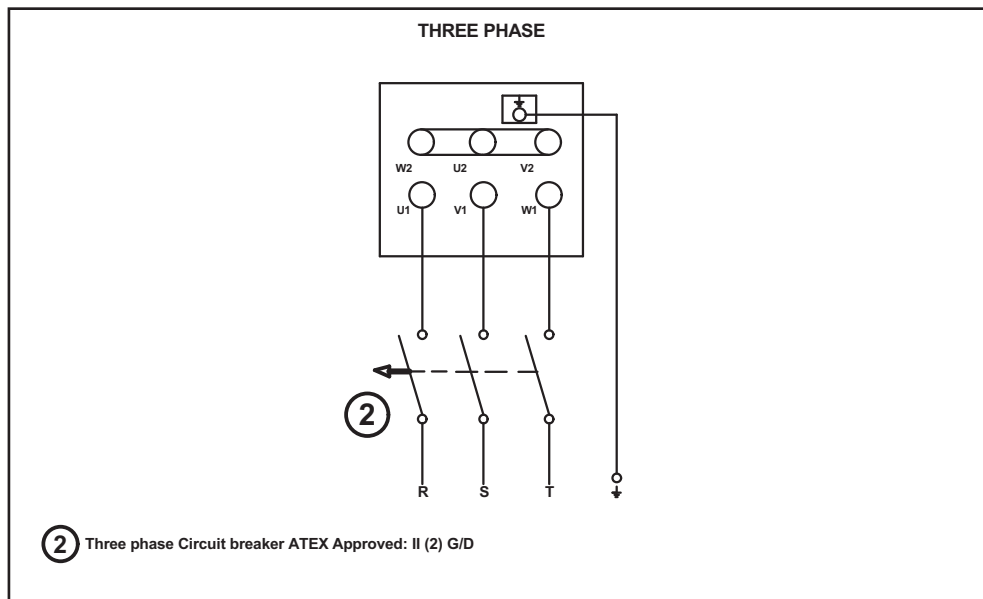 THREE PHASE
W2 U2 V2
U1 V1 W1
2
R S T
2 Three phase Circuit breaker ATEX Approved: II (2) G/D